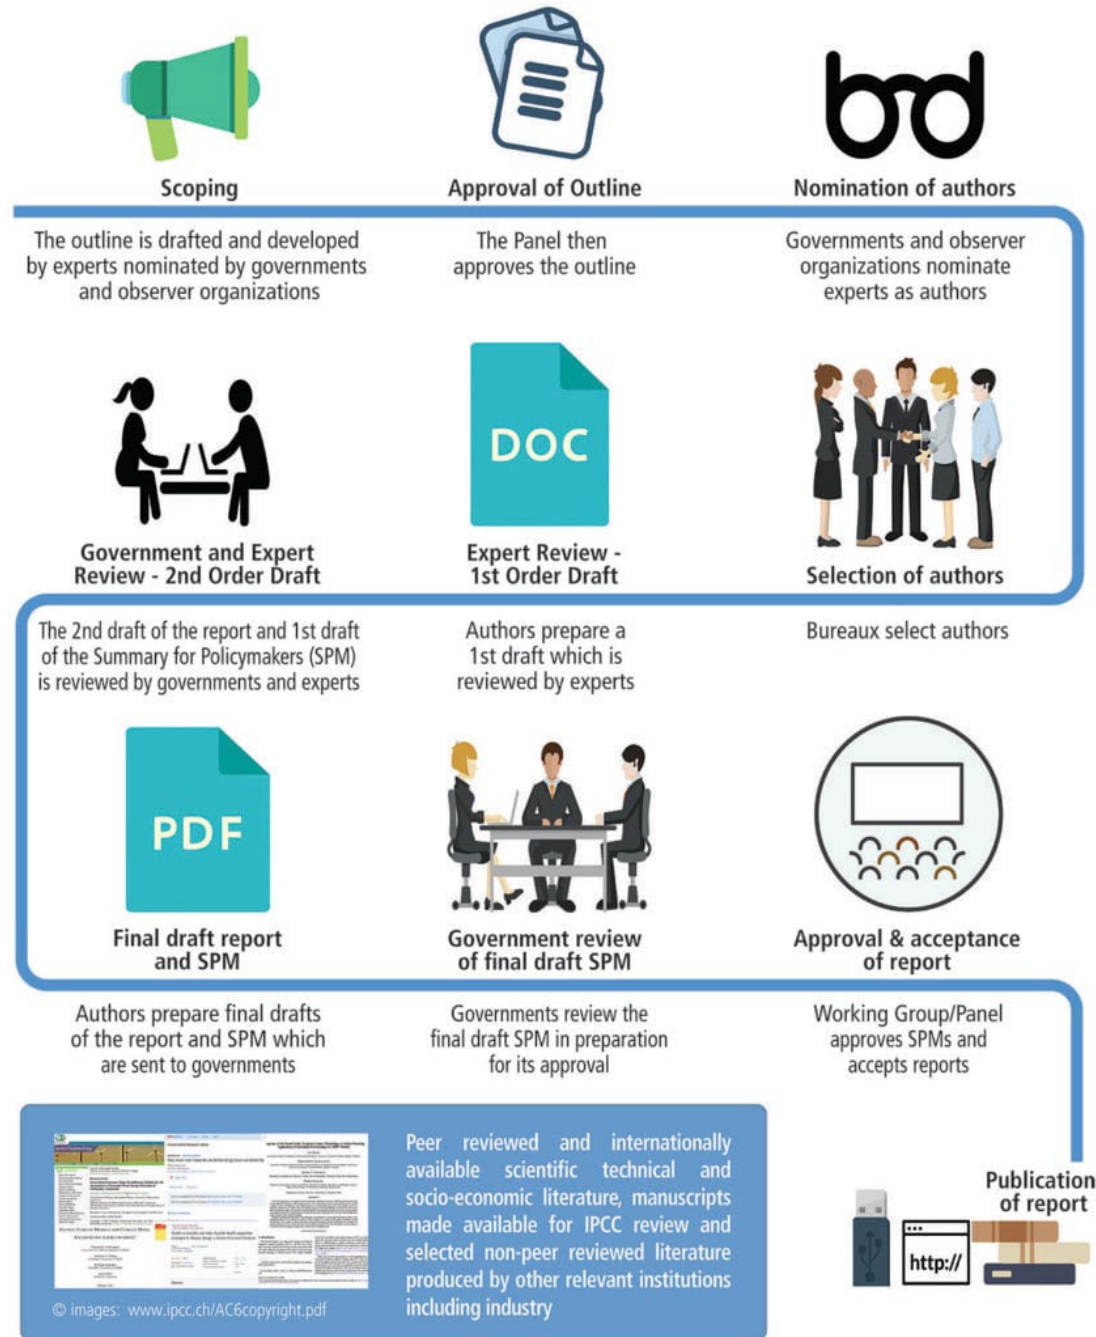 Scoping
The outline is drafted and developed
by experts nominated by governments
and observer organizations
Approval of Outline
The Panel then
approves the outline
Nomination of authors
Governments and observer
organizations nominate
experts as authors
DOC
Selection of authors
Bureaux select authors
Expert Review -
1st Order Draft
Authors prepare a
1st draft which is
reviewed by experts
Government and Expert
Review - 2nd Order Draft
The 2nd draft of the report and 1st draft
of the Summary for Policymakers (SPM)
is reviewed by governments and experts
PDF
Final draft report
and SPM
Authors prepare final drafts
of the report and SPM which
are sent to governments
Government review
of final draft SPM
Governments review the
final draft SPM in preparation
for its approval
Approval & acceptance
of report
Working Group/Panel
approves SPMs and
accepts reports
Peer reviewed and internationally
available scientific technical and
socio-economic literature, manuscripts
made available for IPCC review and
selected non-peer reviewed literature
produced by other relevant institutions
including industry
© images: www.ipcc.ch/AC6copyright.pdf
Publication
of report
http://